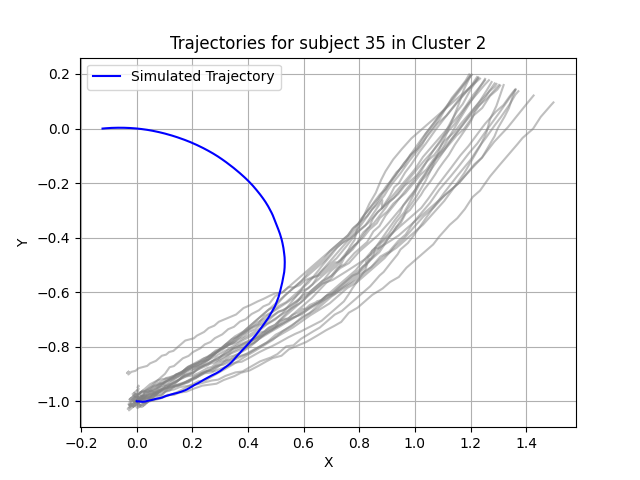 Trajectories for subject 35 in Cluster 2
Simulated Trajectory
0.2
0.0
−0.2
−0.4
−0.6
−0.8
−1.0
Y
−0.2 0.0 0.2 0.4 0.6 0.8 1.0 1.2 1.4
X